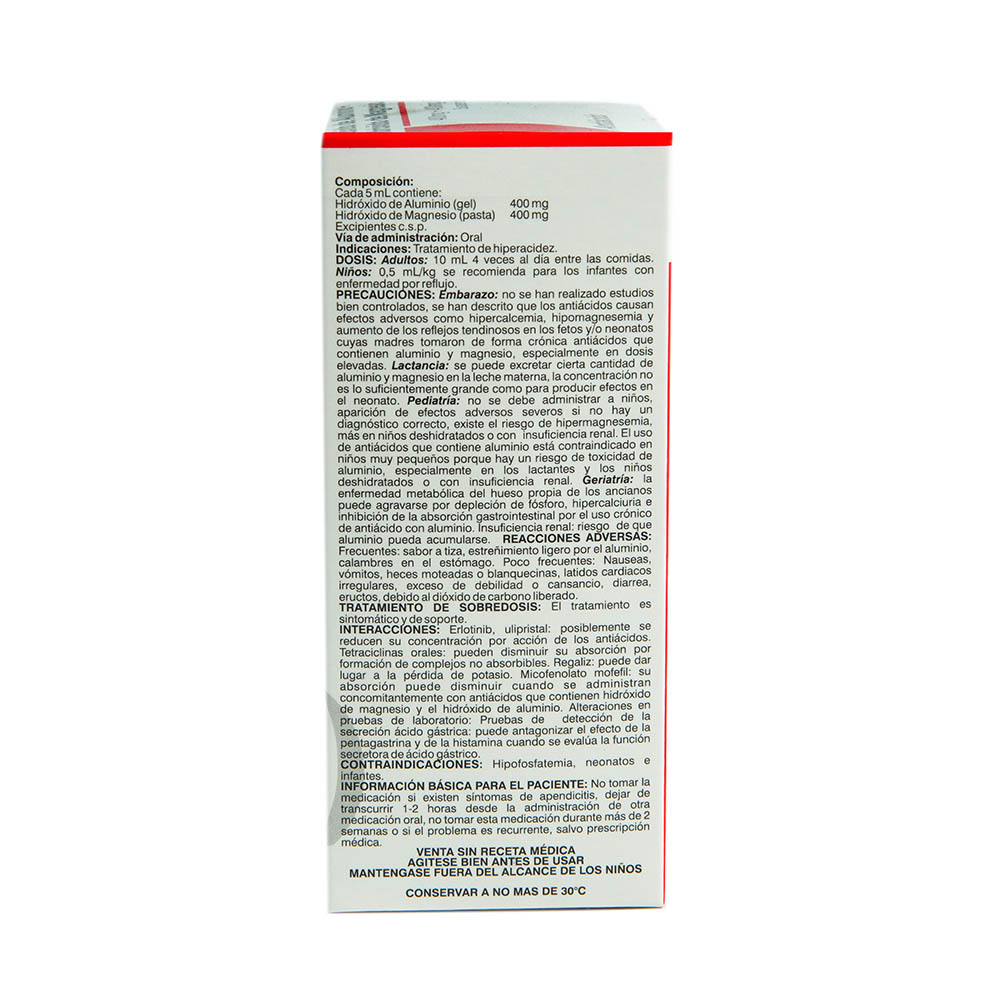 Composición:
Cada 5 mL contiene:
Hidróxido de Aluminio (gel) 400 mg
Hidróxido de Magnesio (pasta) 400 mg
Excipientes c.s.p.
Vía de administración: Oral
Indicaciones: Tratamiento de hiperacidez.
DOSIS: Adultos: 10 mL 4 veces al día entre las comidas.
Niños: 0,5 mL/kg se recomienda para los infantes con
enfermedad por reflujo.
PRECAUCIONES: Embarazo: no se han realizado estudios
bien controlados, se han descrito que los antiácidos causan
efectos adversos como hipercalcemia, hipomagnesemia y
aumento de los reflejos tendinosos en los fetos y/o neonatos
cuyas madres tomaron de forma crónica antiácidos que
contienen aluminio y magnesio, especialmente en dosis
elevadas. Lactancia: se puede excretar cierta cantidad de
aluminio y magnesio en la leche materna, la concentración no
es lo suficientemente grande como para producir efectos en
el neonato. Pediatría: no se debe administrar a niños,
aparición de efectos adversos severos si no hay un
diagnóstico correcto, existe el riesgo de hipermagnesemia,
más en niños deshidratados o con insuficiencia renal. El uso
de antiácidos que contiene aluminio está contraindicado en
niños muy pequeños porque hay un riesgo de toxicidad de
aluminio, especialmente en los lactantes y los niños
deshidratados o con insuficiencia renal. Geriatría: la
enfermedad metabólica del hueso propia de los ancianos
puede agravarse por depleción de fósforo, hipercalciuria e
inhibición de la absorción gastrointestinal por el uso crónico
de antiácido con aluminio. Insuficiencia renal: riesgo de que
aluminio pueda acumularse. REACCIONES ADVERSAS:
Frecuentes: sabor a tiza, estreñimiento ligero por el aluminio,
calambres en el estómago. Poco frecuentes: Nauseas,
vómitos, heces moteadas o blanquecinas, latidos cardiacos
irregulares, exceso de debilidad o cansancio, diarrea,
eructos, debido al dióxido de carbono liberado.
TRATAMIENTO DE SOBREDOSIS: El tratamiento es
sintomático y de soporte.
INTERACCIONES: Erlotinib, ulipristal: posiblemente se
reducen su concentración por acción de los antiácidos.
Tetraciclinas orales: pueden disminuir su absorción por
formación de complejos no absorbibles. Regaliz: puede dar
lugar a la pérdida de potasio. Micofenolato mofefil: su
absorción puede disminuir cuando se administran
concomitantemente con antiácidos que contienen hidróxido
de magnesio y el hidróxido de aluminio. Alteraciones en
pruebas de laboratorio: Pruebas de detección de la
secreción ácido gástrica: puede antagonizar el efecto de la
pentagastrina y de la histamina cuando se evalúa la función
secretora de ácido gástrico.
CONTRAINDICACIONES: Hipofosfatemia, neonatos e
infantes.
INFORMACIÓN BÁSICA PARA EL PACIENTE: No tomar la
medicación si existen síntomas de apendicitis, dejar de
transcurrir 1-2 horas desde la administración de otra
medicación oral, no tomar esta medicación durante más de 2
semanas o si el problema es recurrente, salvo prescripción
médica.
VENTA SIN RECETA MÉDICA
AGITESE BIEN ANTES DE USAR
MANTENGASE FUERA DEL ALCANCE DE LOS NIÑOS
CONSERVAR A NO MAS DE 30°C